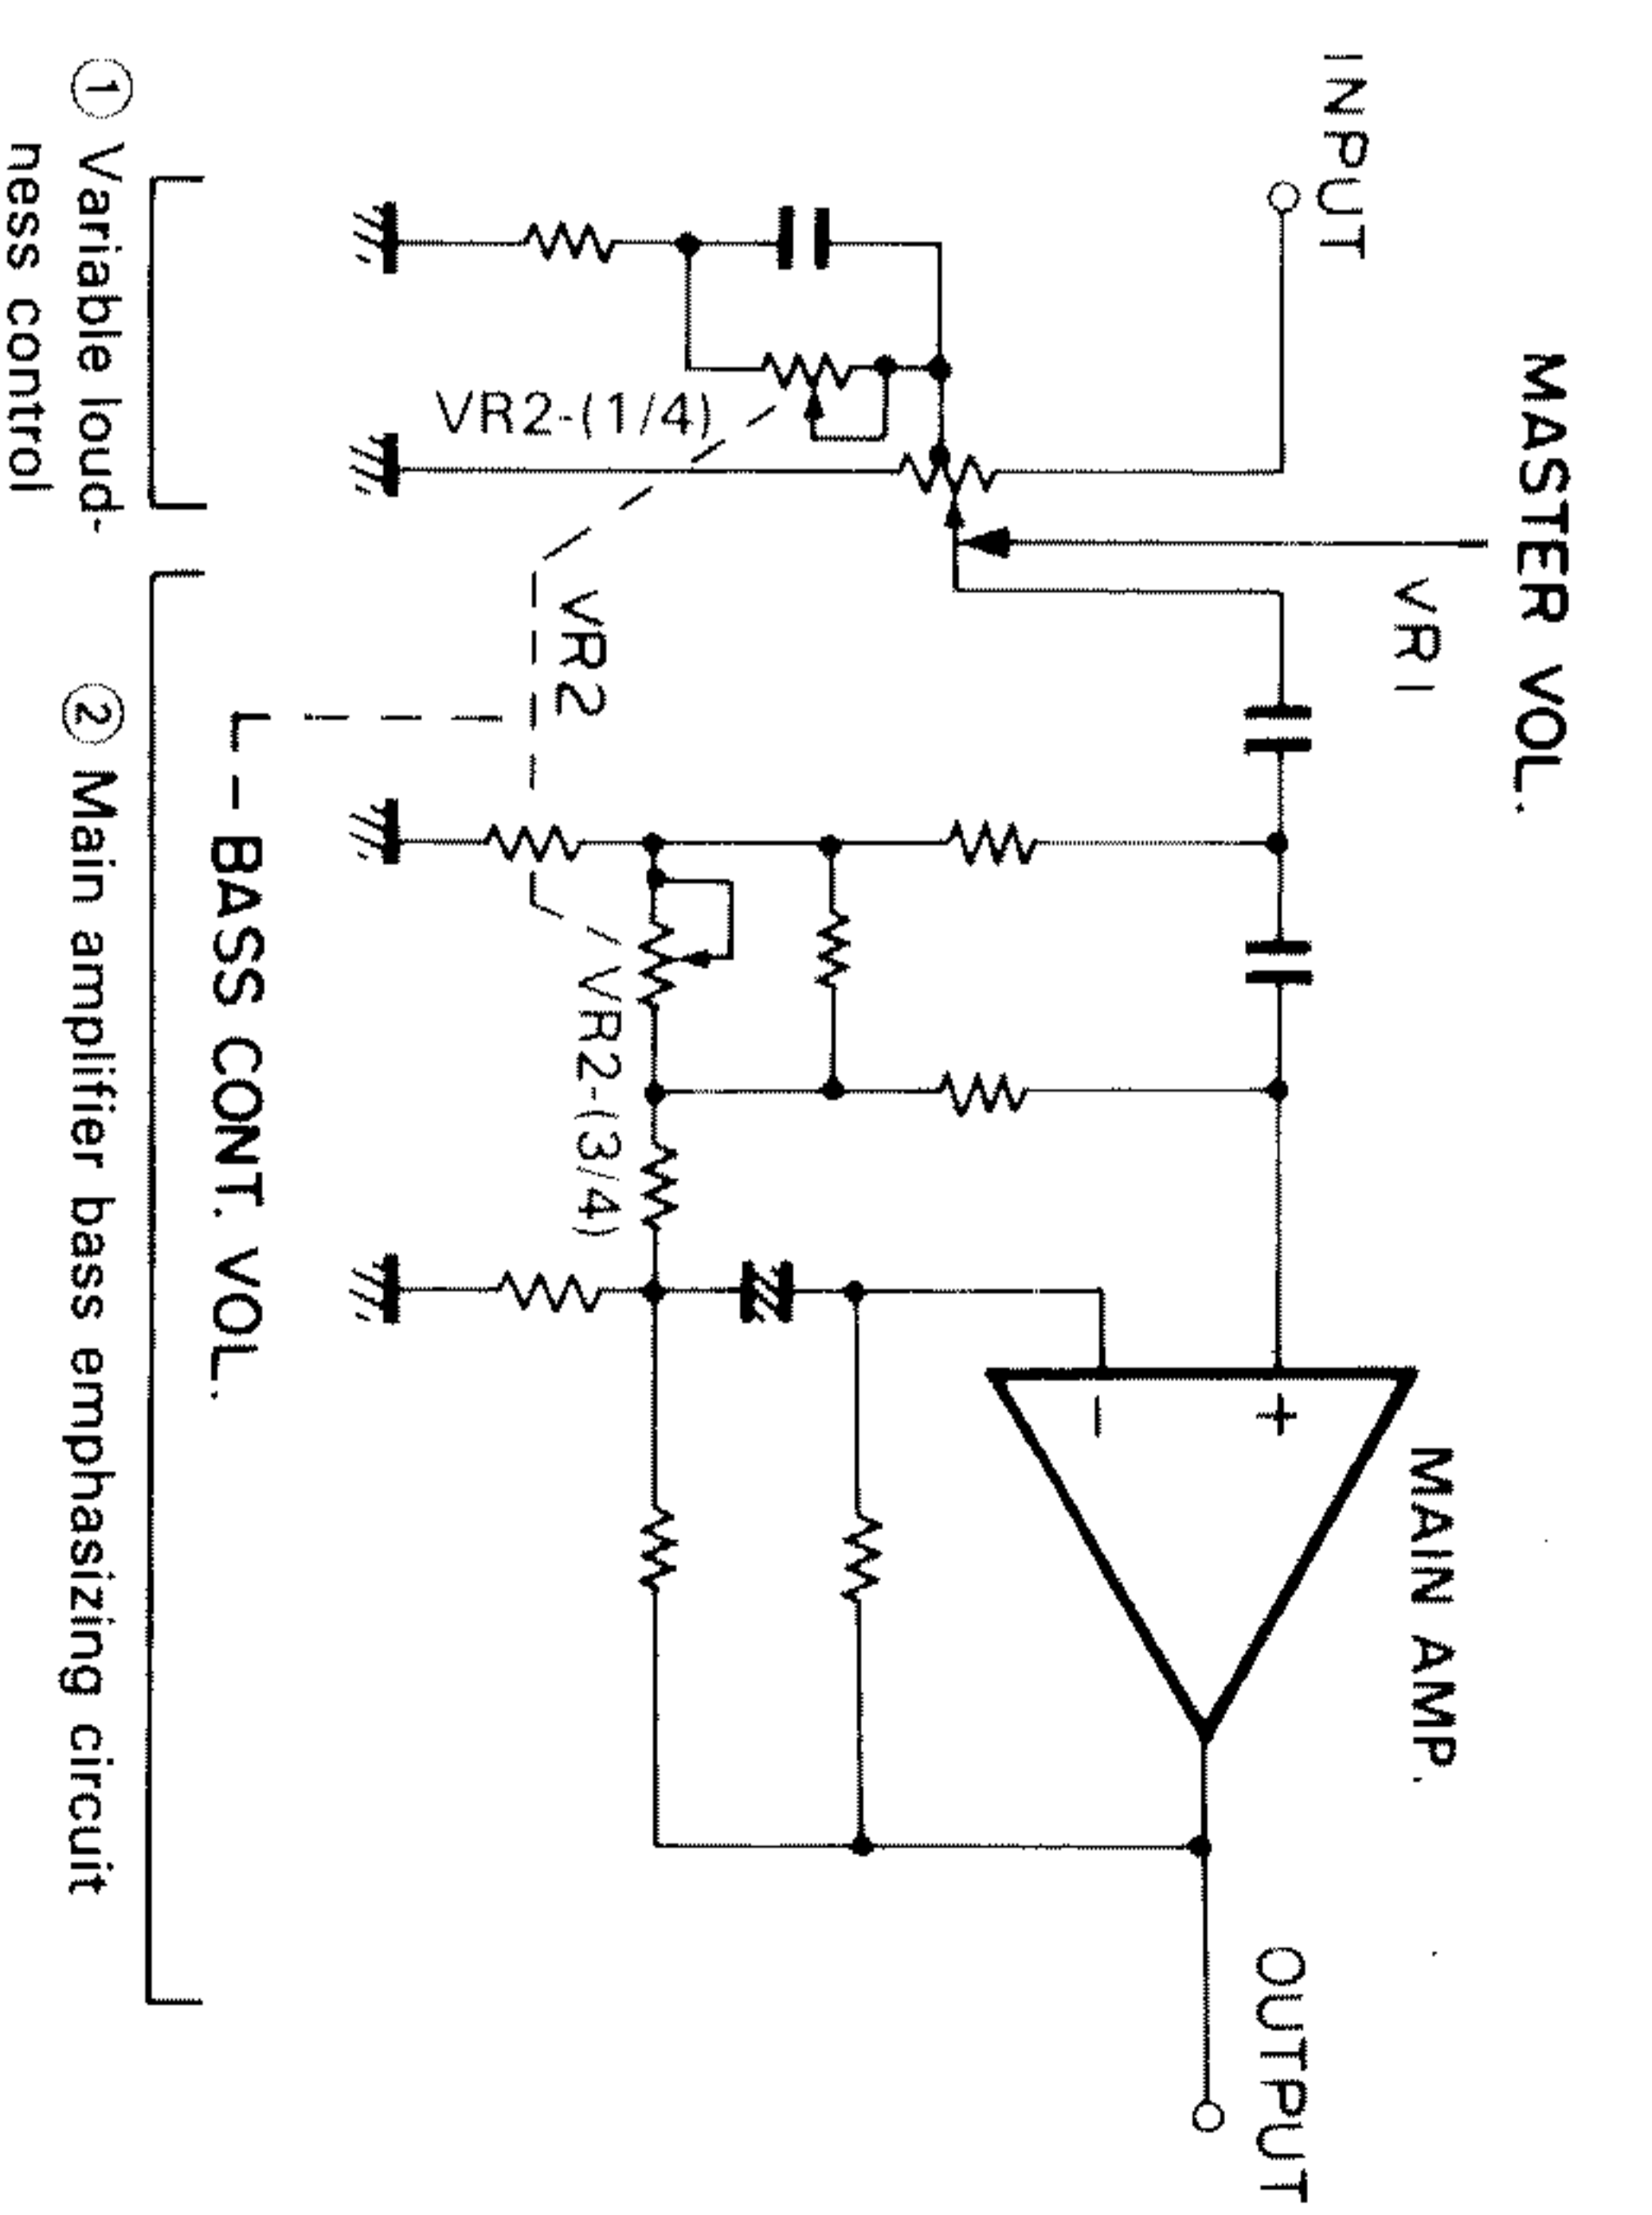 MASTER VOL.
INPUT
VR1
MAIN AMP.
+
−
OUTPUT
VR2-(1/4)
VR2
VR2-(3/4)
BASS CONT. VOL.
① Variable loud-
ness control
② Main amplifier bass emphasizing circuit